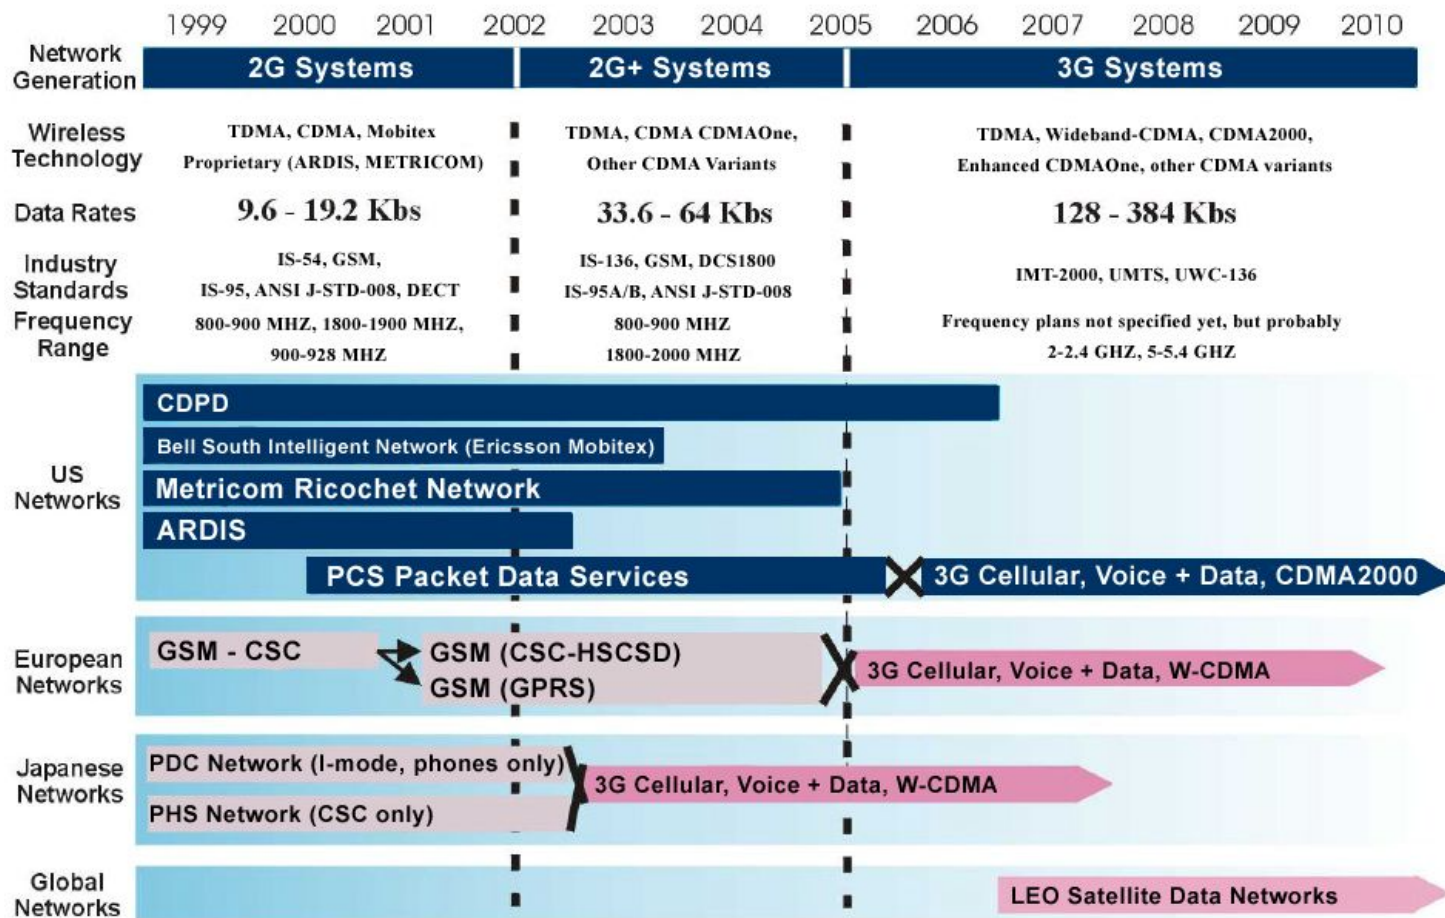 1999 2000 2001 2002 2003 2004 2005 2006 2007 2008 2009 2010
Network
Generation
2G Systems
2G+ Systems
3G Systems
Wireless
Technology
TDMA, CDMA, Mobitex
Proprietary (ARDIS, METRICOM)
TDMA, CDMA CDMAOne,
Other CDMA Variants
TDMA, Wideband-CDMA, CDMA2000,
Enhanced CDMAOne, other CDMA variants
Data Rates
9.6 - 19.2 Kbs
33.6 - 64 Kbs
128 - 384 Kbs
Industry
Standards
IS-54, GSM,
IS-95, ANSI J-STD-008, DECT
IS-136, GSM, DCS1800
IS-95A/B, ANSI J-STD-008
IMT-2000, UMTS, UWC-136
Frequency
Range
800-900 MHZ, 1800-1900 MHZ,
900-928 MHZ
800-900 MHZ
1800-2000 MHZ
Frequency plans not specified yet, but probably
2-2.4 GHZ, 5-5.4 GHZ
US
Networks
CDPD
Bell South Intelligent Network (Ericsson Mobitex)
Metricom Ricochet Network
ARDIS
PCS Packet Data Services
3G Cellular, Voice + Data, CDMA2000
European
Networks
GSM - CSC
GSM (CSC-HSCSD)
GSM (GPRS)
3G Cellular, Voice + Data, W-CDMA
Japanese
Networks
PDC Network (I-mode, phones only)
PHS Network (CSC only)
3G Cellular, Voice + Data, W-CDMA
Global
Networks
LEO Satellite Data Networks